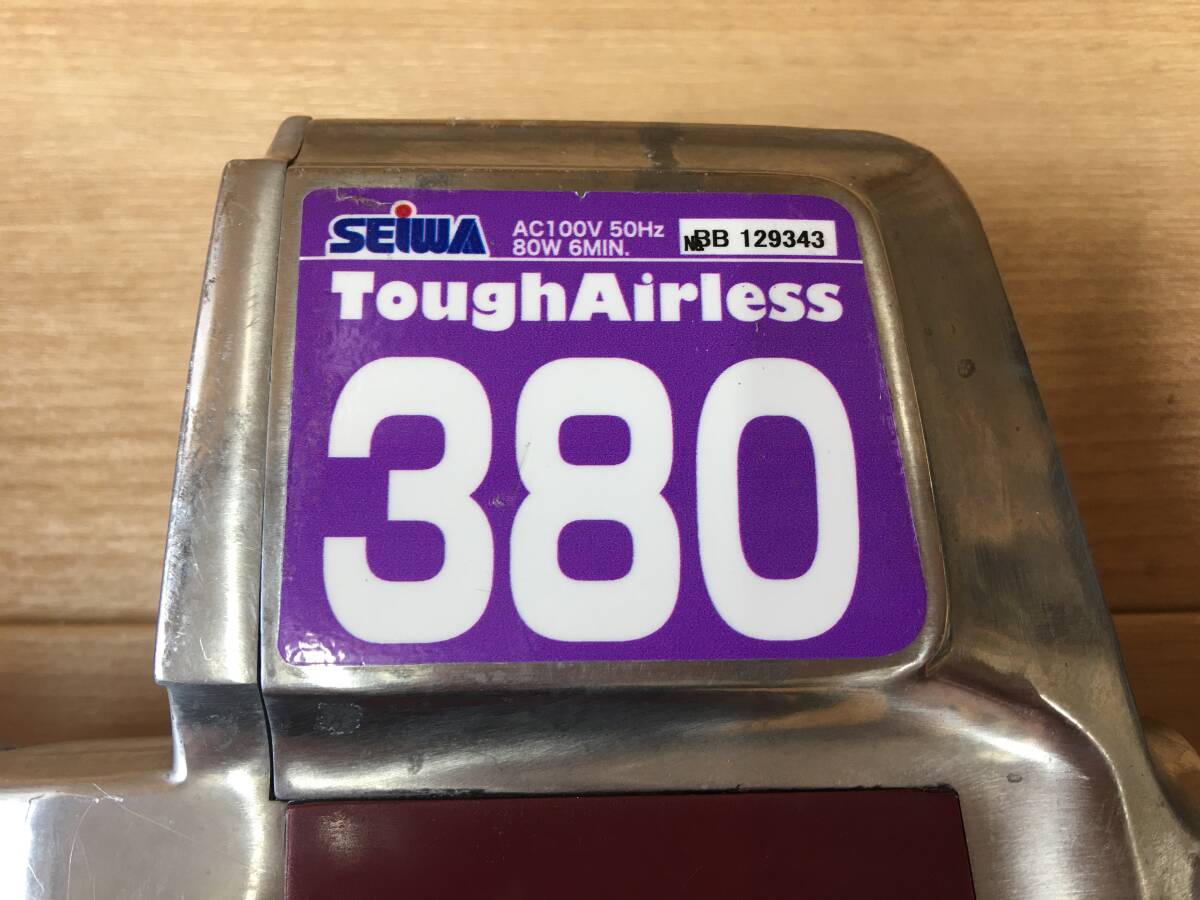 SEIWA
AC100V 50Hz
80W 6MIN.
№BB 129343
ToughAirless
380